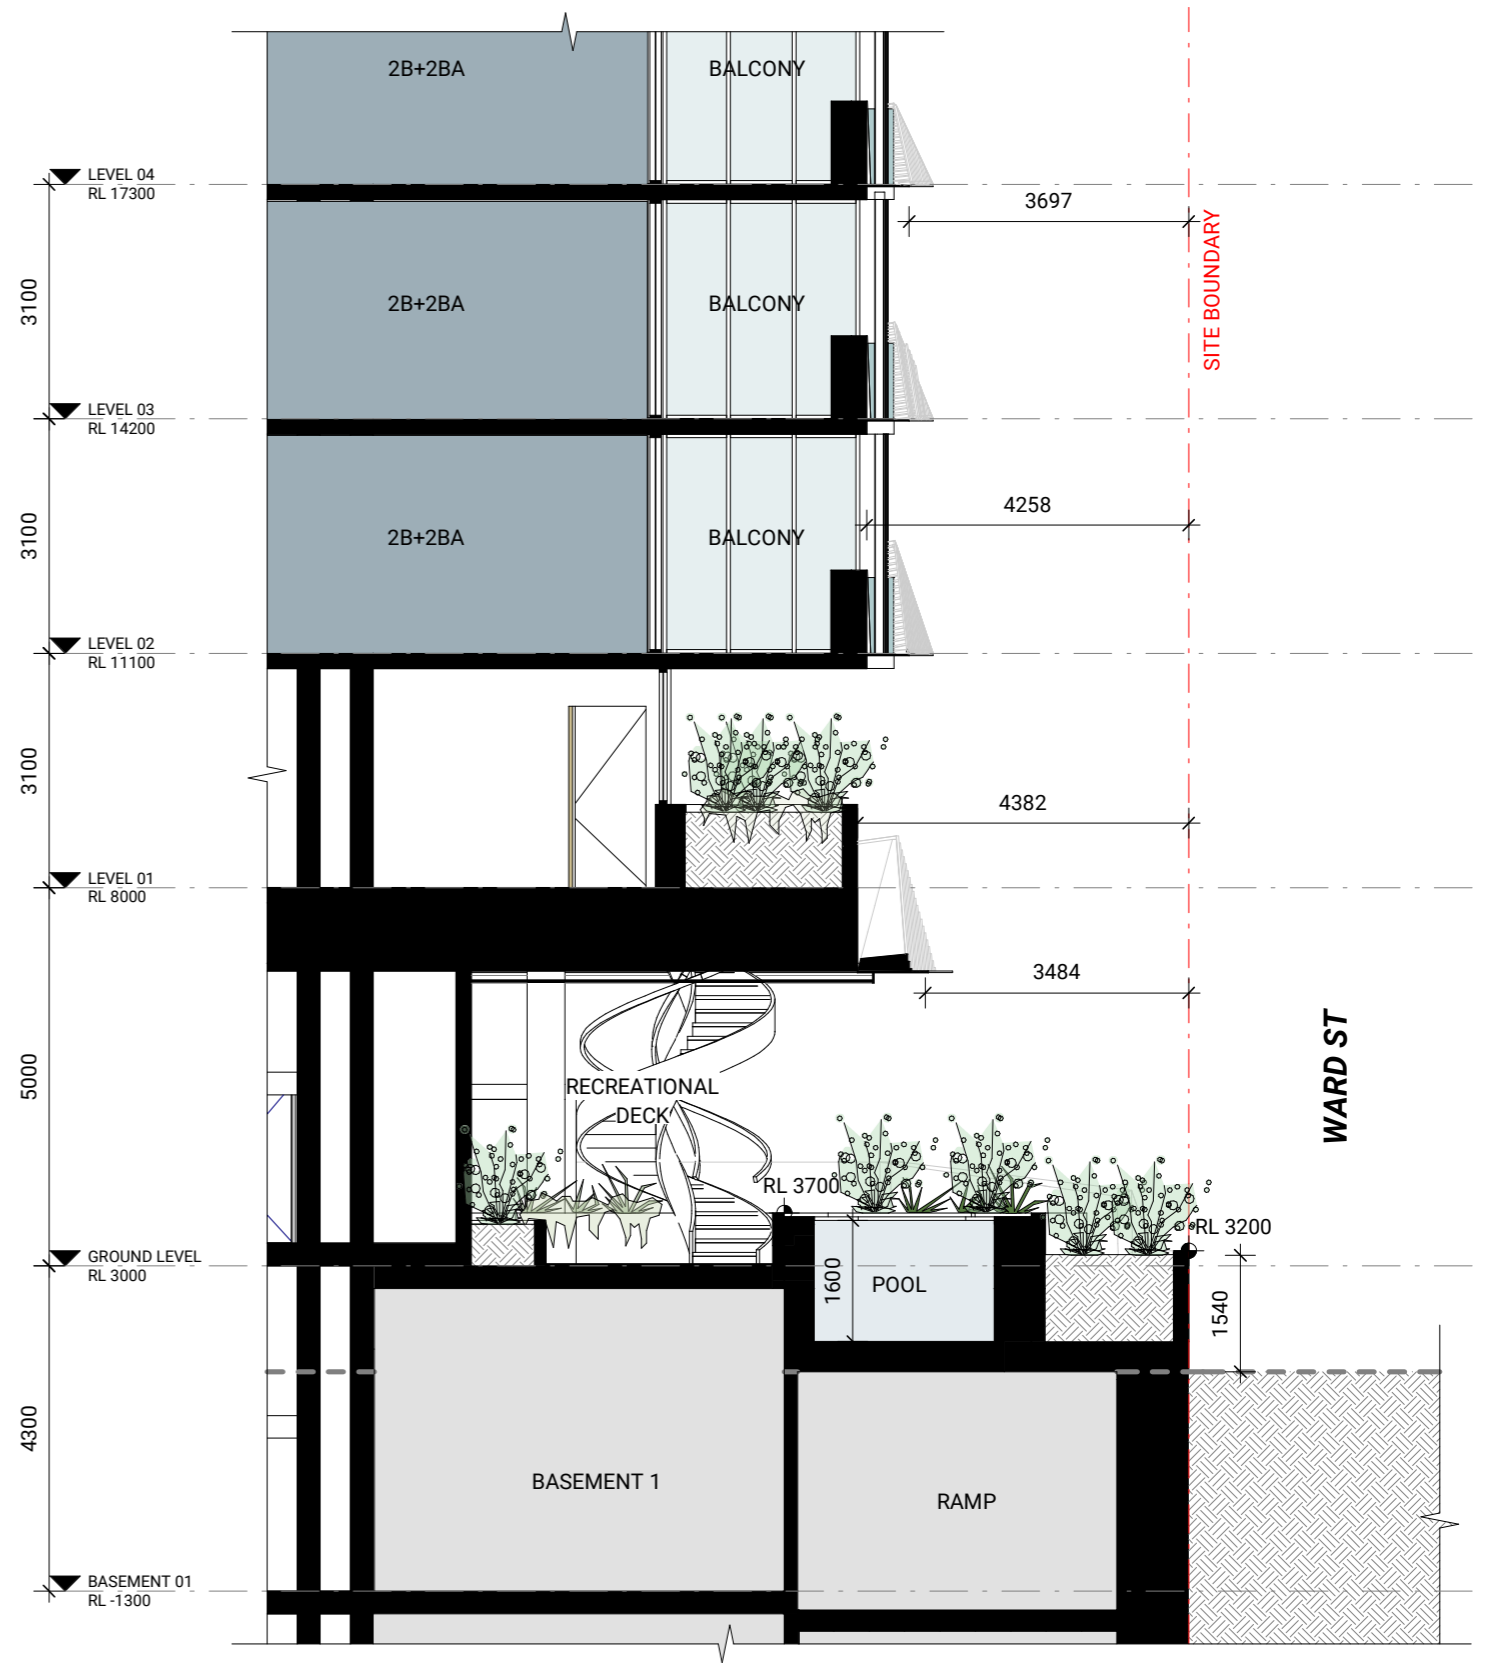 2B+2BA
BALCONY
LEVEL 04
RL 17300
3697
SITE BOUNDARY
3100
2B+2BA
BALCONY
LEVEL 03
RL 14200
3100
4258
2B+2BA
BALCONY
LEVEL 02
RL 11100
3100
4382
LEVEL 01
RL 8000
3484
WARD ST
5000
RECREATIONAL
DECK
RL 3700
RL 3200
GROUND LEVEL
RL 3000
1600
POOL
1540
4300
BASEMENT 1
RAMP
BASEMENT 01
RL -1300